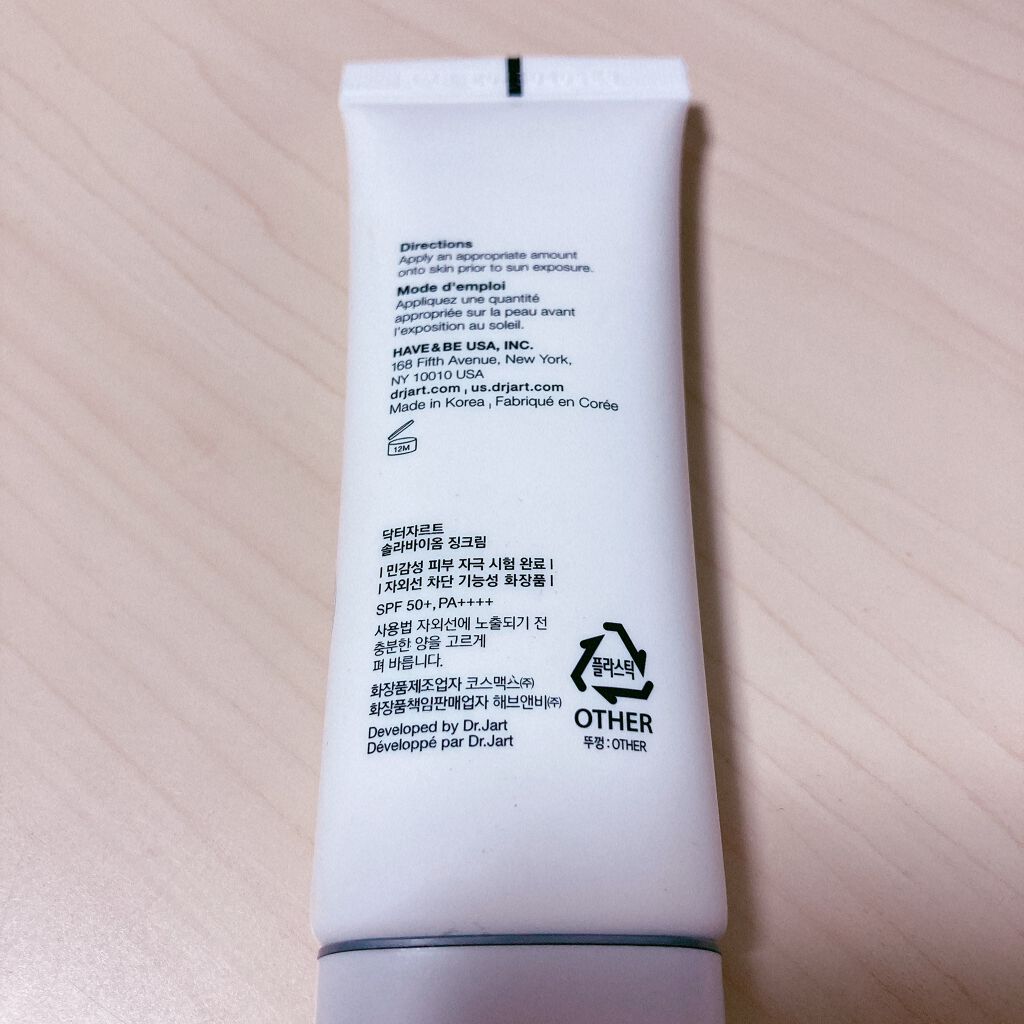 Directions
Apply an appropriate amount
onto skin prior to sun exposure.
Mode d'emploi
Appliquez une quantité
appropriée sur la peau avant
l'exposition au soleil.
HAVE&BE USA, INC.
168 Fifth Avenue, New York,
NY 10010 USA
drjart.com , us.drjart.com
Made in Korea , Fabriqué en Corée
12M
닥터자르트
솔라바이옴 징크림
| 민감성 피부 자극 시험 완료 |
| 자외선 차단 기능성 화장품 |
SPF 50+, PA++++
사용법 자외선에 노출되기 전
충분한 양을 고르게
펴 바릅니다.
화장품제조업자 코스맥스㈜
화장품책임판매업자 해브앤비㈜
Developed by Dr.Jart
Développé par Dr.Jart
플라스틱
OTHER
뚜껑 : OTHER